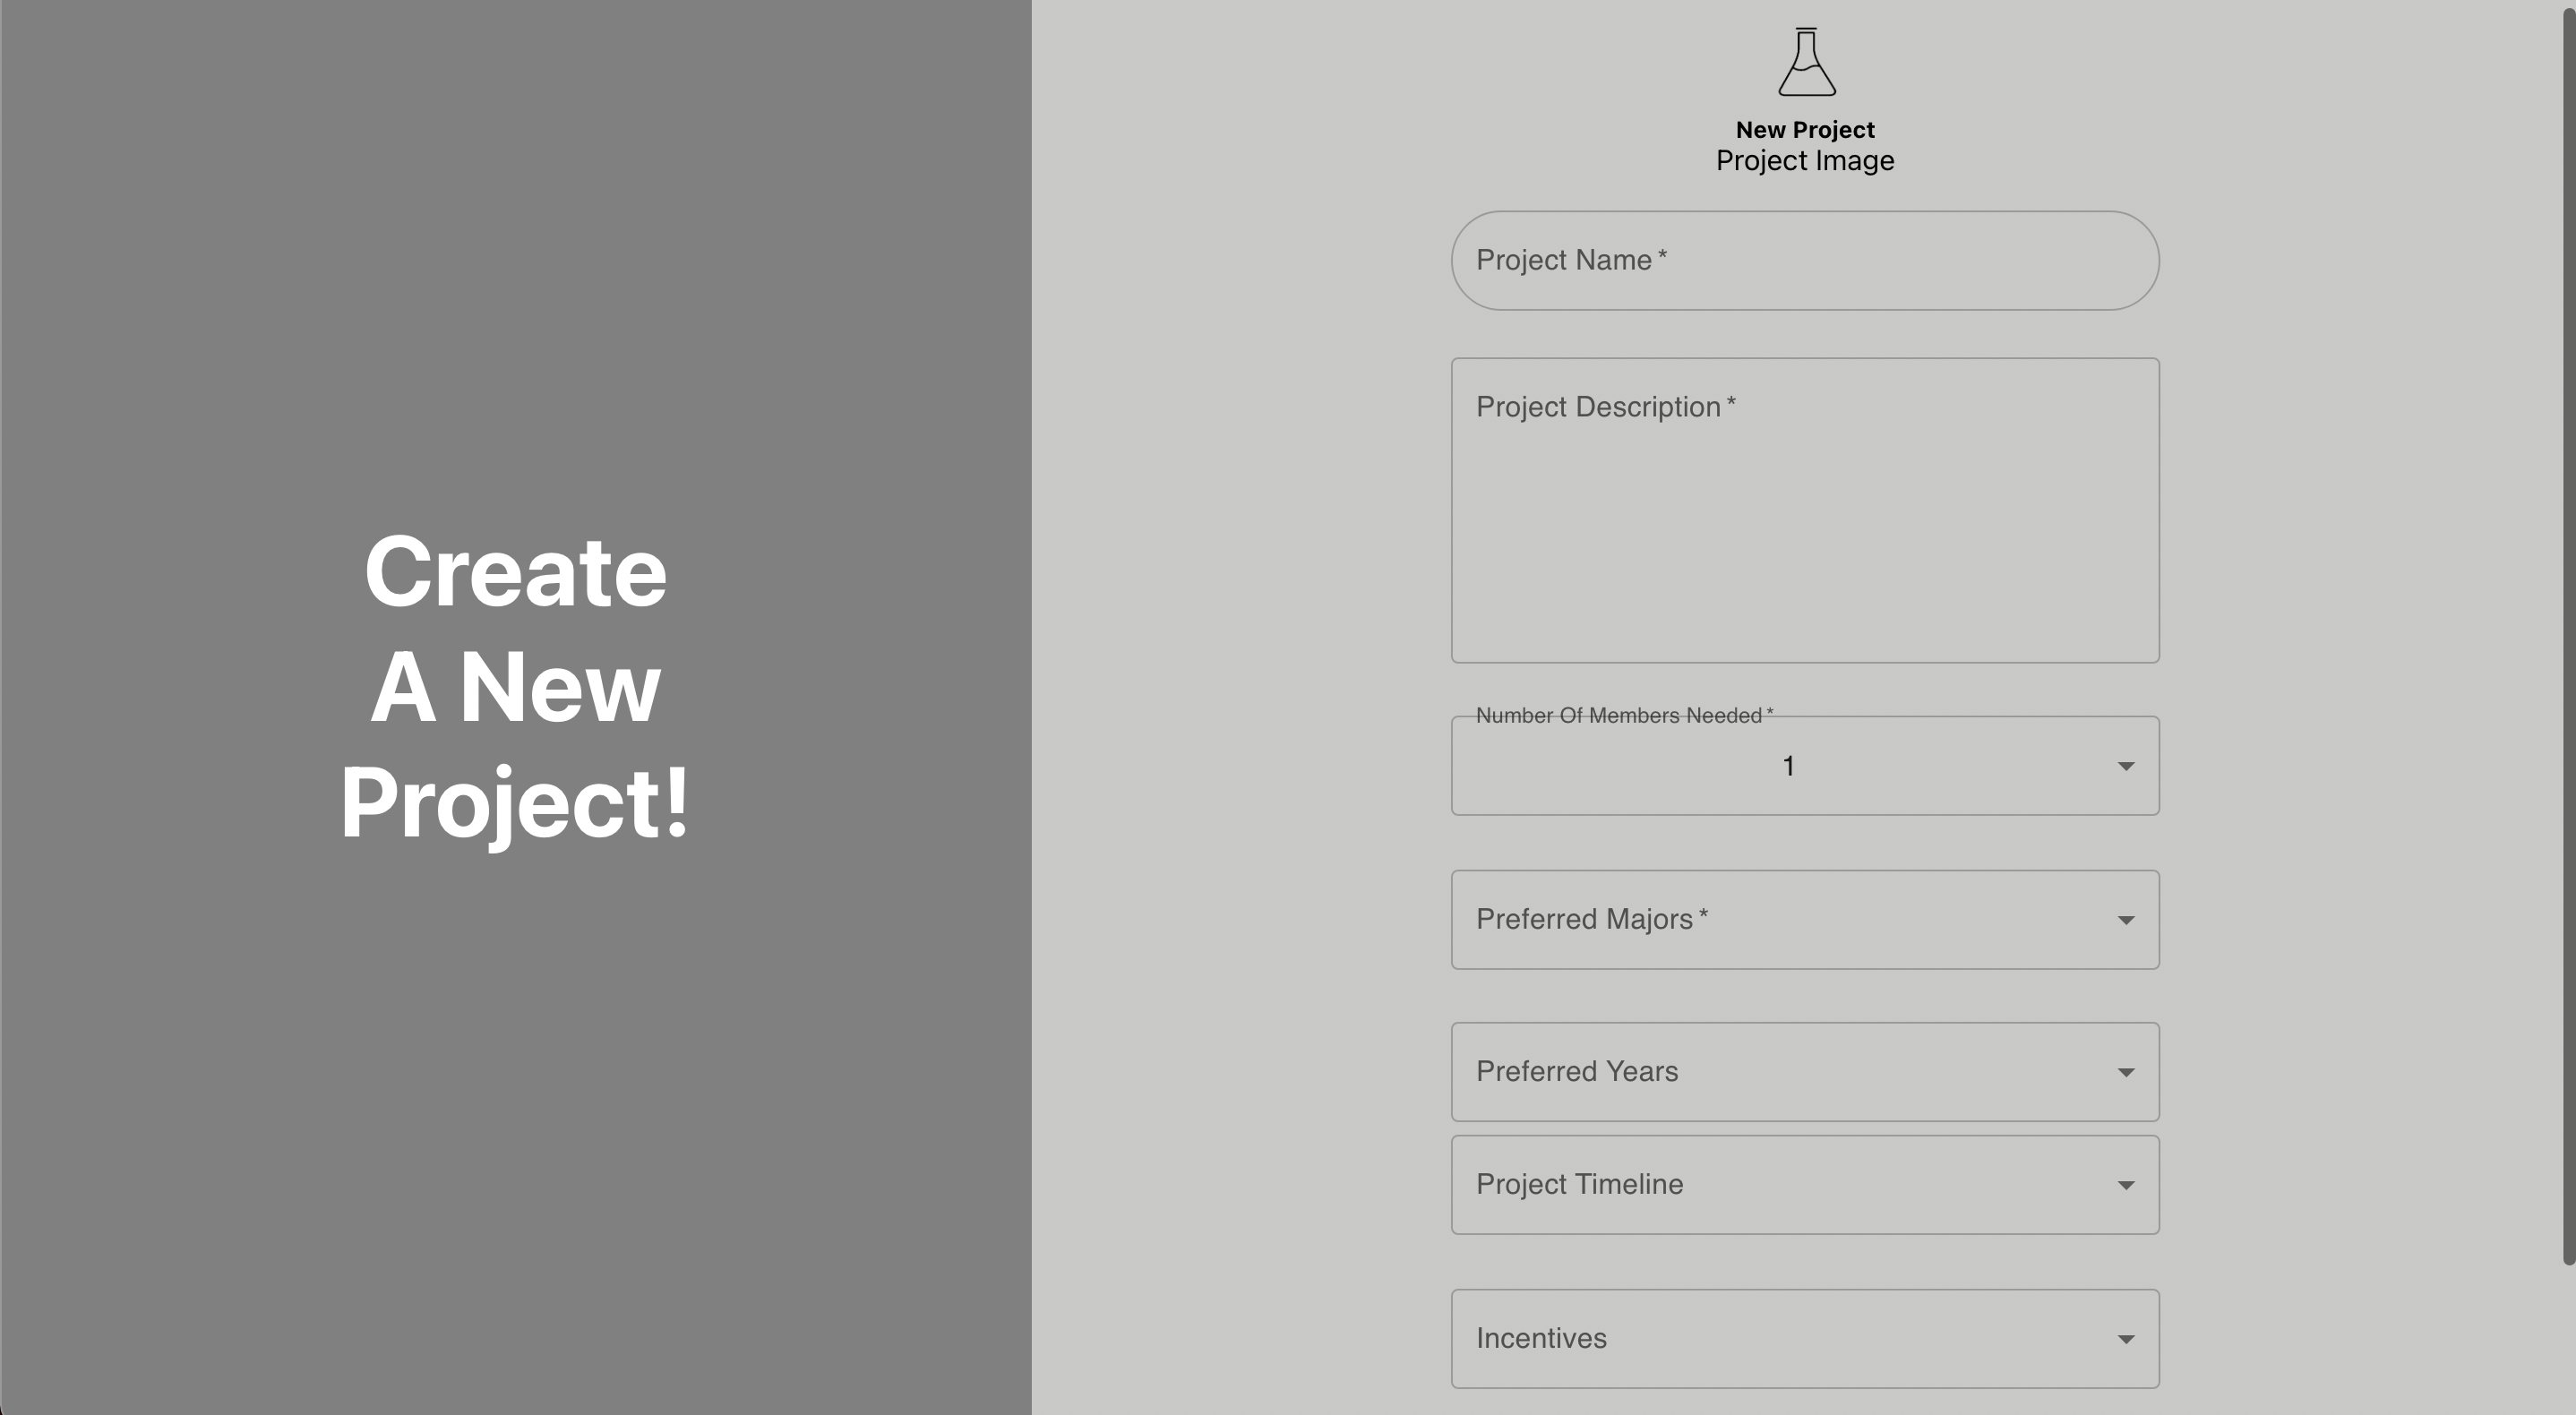 Create
A New
Project!
New Project
Project Image
Project Name *
Project Description *
Number Of Members Needed *
1
Preferred Majors *
Preferred Years
Project Timeline
Incentives